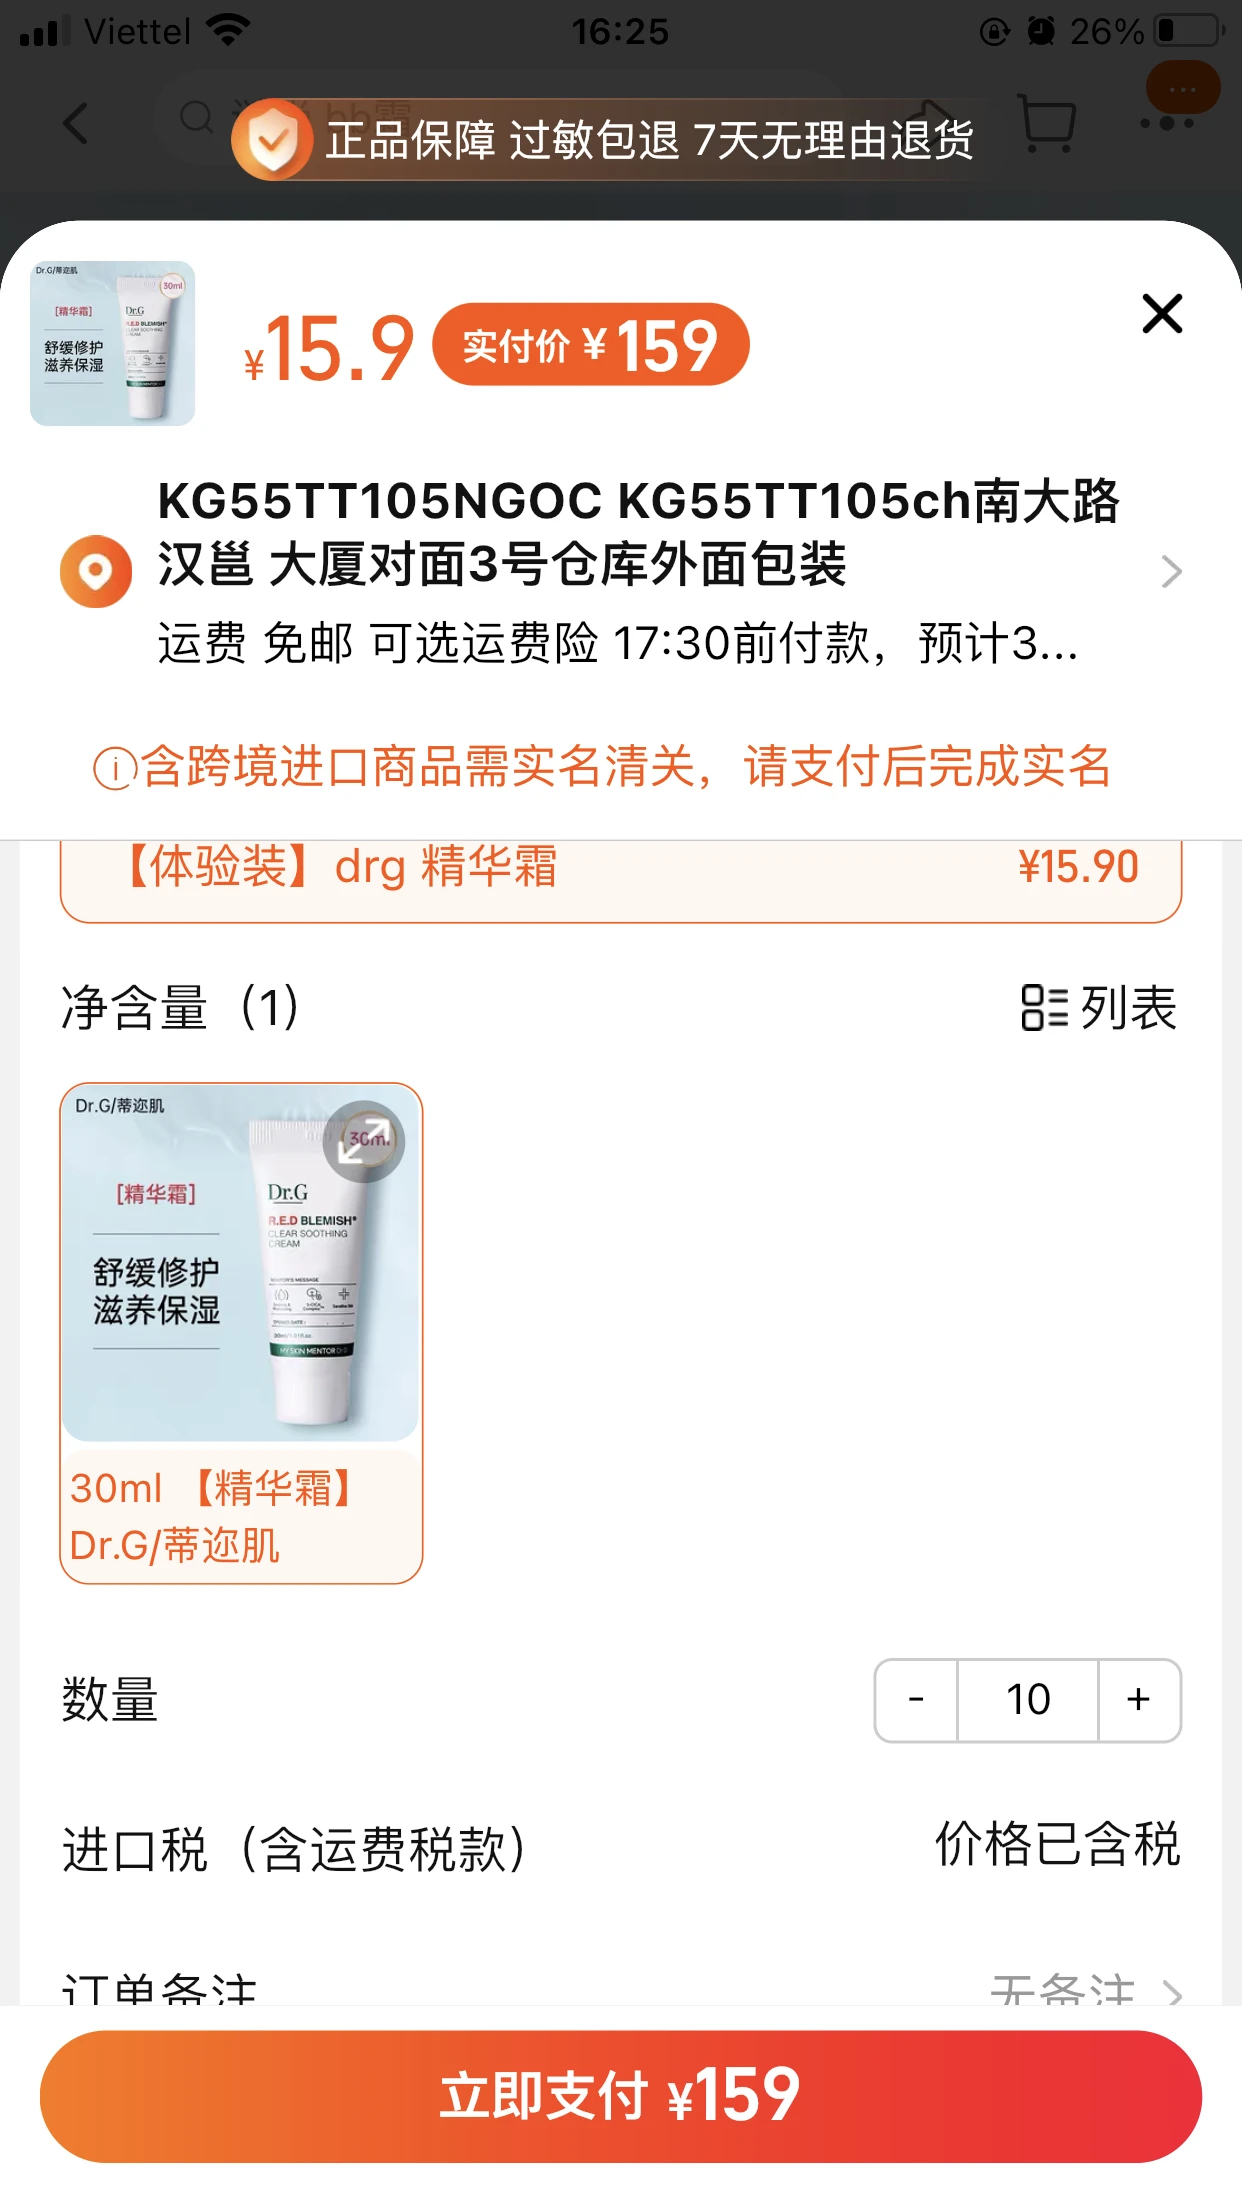 Viettel
16:25
26%
正品保障 过敏包退 7天无理由退货
Dr.G/蒂迩肌
30ml
[精华霜]
舒缓修护
滋养保湿
Dr.G
R.E.D BLEMISH
CLEAR SOOTHING
CREAM
¥15.9
实付价 ¥159
KG55TT105NGOC KG55TT105ch南大路
汉邕 大厦对面3号仓库外面包装
运费 免邮 可选运费险 17:30前付款，预计3...
含跨境进口商品需实名清关，请支付后完成实名
【体验装】drg 精华霜
¥15.90
净含量（1）
列表
Dr.G/蒂迩肌
30ml
[精华霜]
舒缓修护
滋养保湿
Dr.G
R.E.D BLEMISH
CLEAR SOOTHING
CREAM
MY SKIN MENTOR Dr.G
30ml 【精华霜】
Dr.G/蒂迩肌
数量
- 10 +
进口税（含运费税款）
价格已含税
订单备注
无备注
立即支付 ¥159